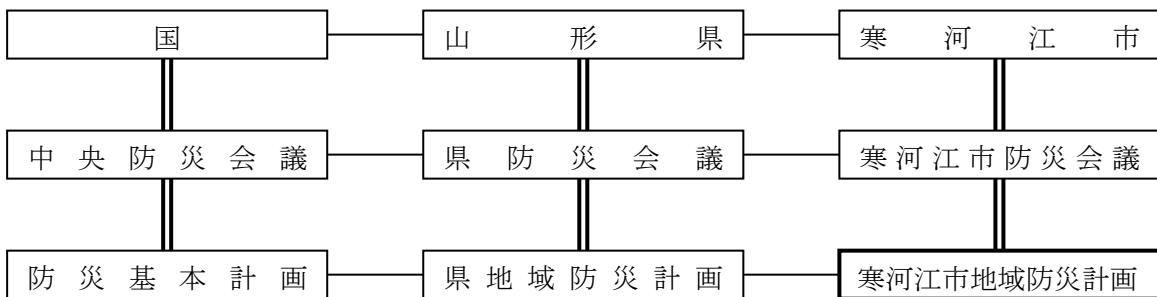 国 山形県 寒河江市
中央防災会議 県防災会議 寒河江市防災会議
防災基本計画 県地域防災計画 寒河江市地域防災計画